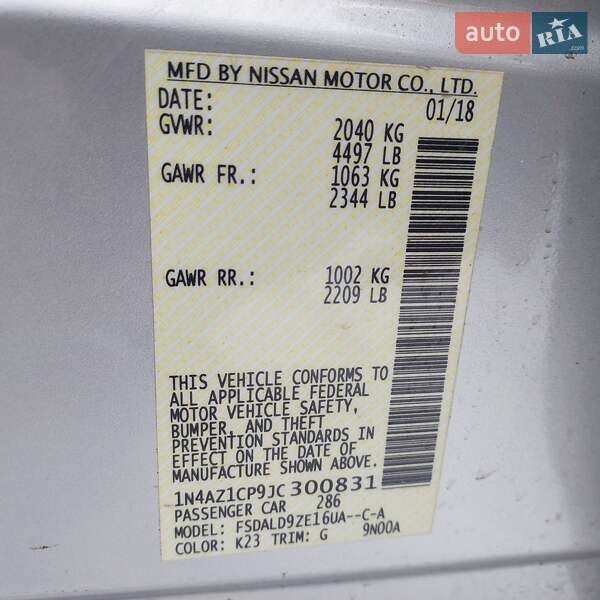 auto RIA.com
MFD BY NISSAN MOTOR CO., LTD.
DATE: 01/18
GVWR: 2040 KG
4497 LB
GAWR FR.: 1063 KG
2344 LB
GAWR RR.: 1002 KG
2209 LB
THIS VEHICLE CONFORMS TO
ALL APPLICABLE FEDERAL
MOTOR VEHICLE SAFETY,
BUMPER, AND THEFT
PREVENTION STANDARDS IN
EFFECT ON THE DATE OF
MANUFACTURE SHOWN ABOVE.
1N4AZ1CP9JC300831
PASSENGER CAR 286
MODEL: FSDALD9ZE16UA--C-A
COLOR: K23 TRIM: G 9N00A